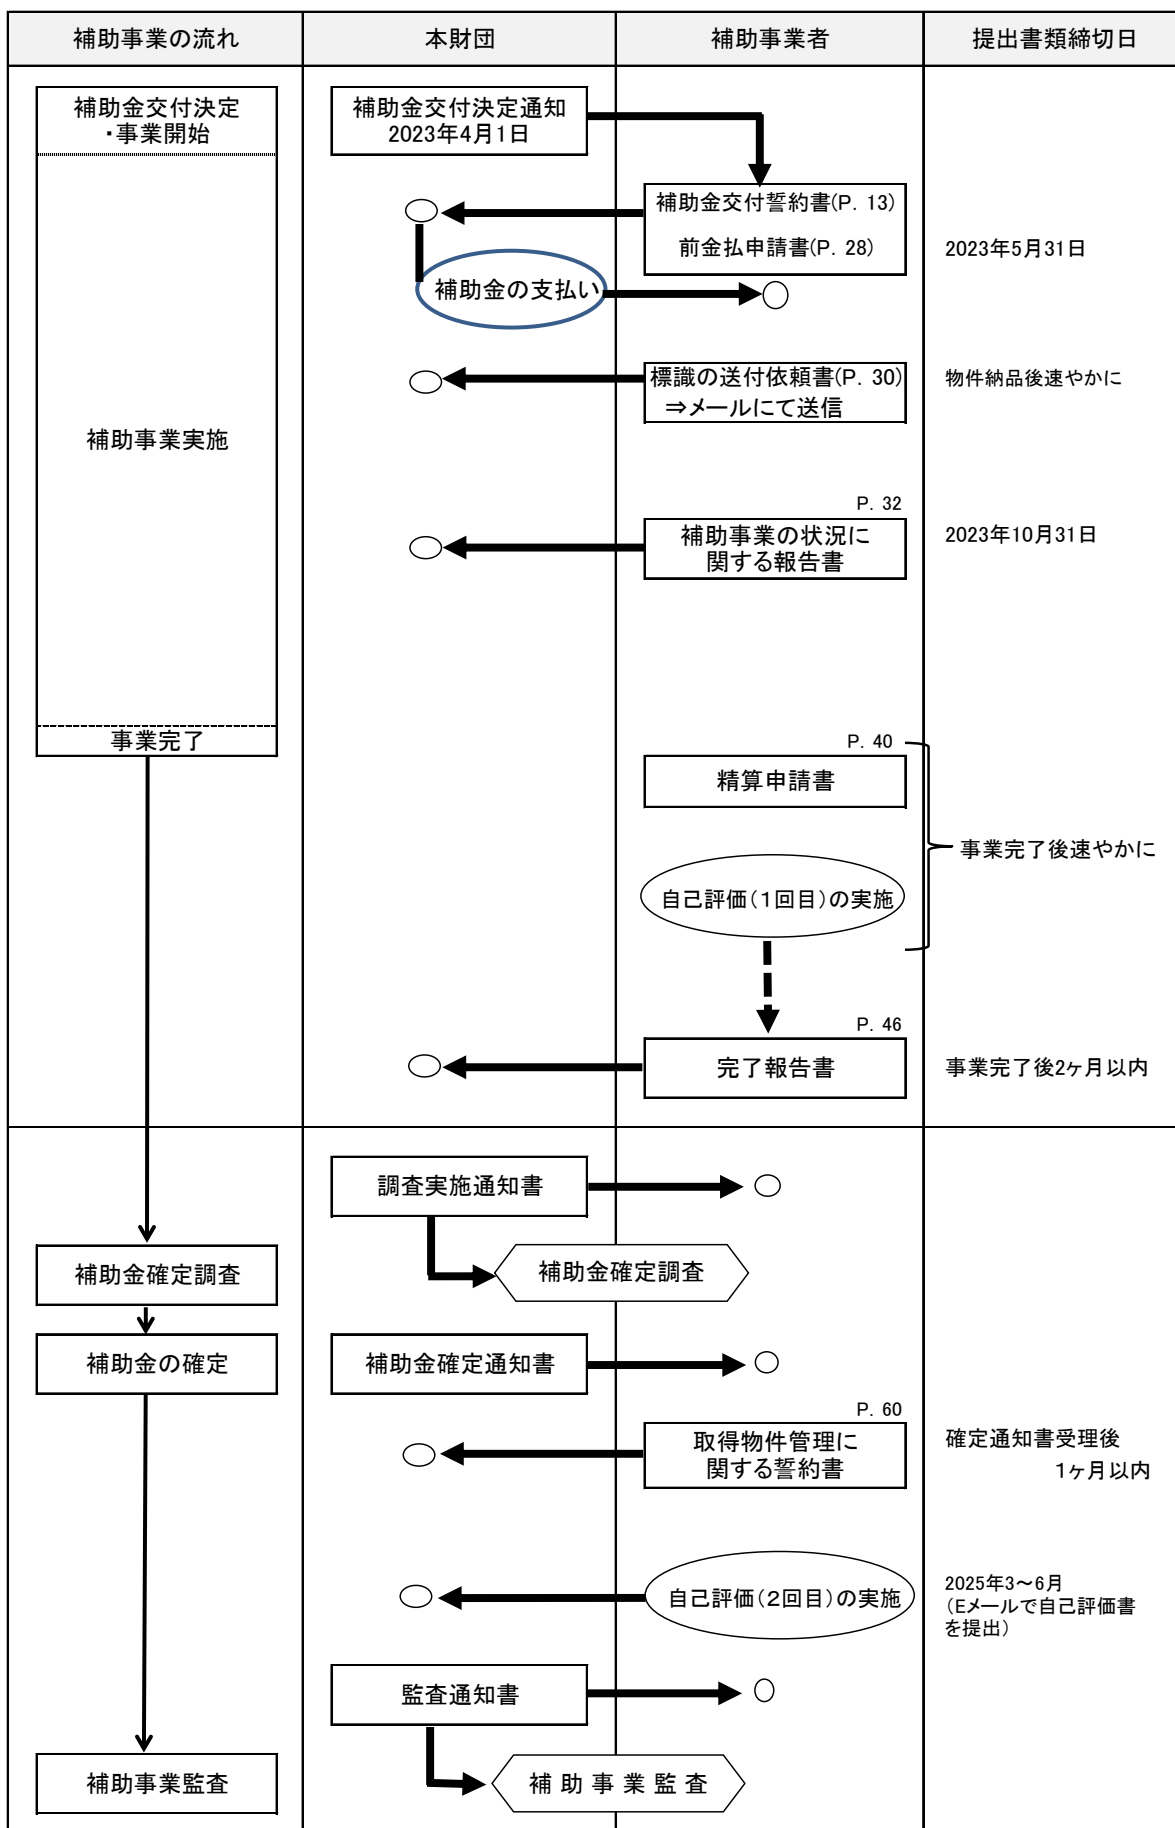 補助事業の流れ
本財団
補助事業者
提出書類締切日
補助金交付決定
・事業開始
補助金交付決定通知
2023年4月1日
補助金交付誓約書(P. 13)
前金払申請書(P. 28)
2023年5月31日
補助金の支払い
標識の送付依頼書(P. 30)
⇒メールにて送信
物件納品後速やかに
補助事業実施
P. 32
補助事業の状況に
関する報告書
2023年10月31日
事業完了
P. 40
精算申請書
事業完了後速やかに
自己評価(1回目)の実施
P. 46
完了報告書
事業完了後2ヶ月以内
調査実施通知書
補助金確定調査
補助金確定調査
補助金の確定
補助金確定通知書
P. 60
取得物件管理に
関する誓約書
確定通知書受理後
1ヶ月以内
自己評価(2回目)の実施
2025年3～6月
(Eメールで自己評価書
を提出)
監査通知書
補助事業監査
補 助 事 業 監 査